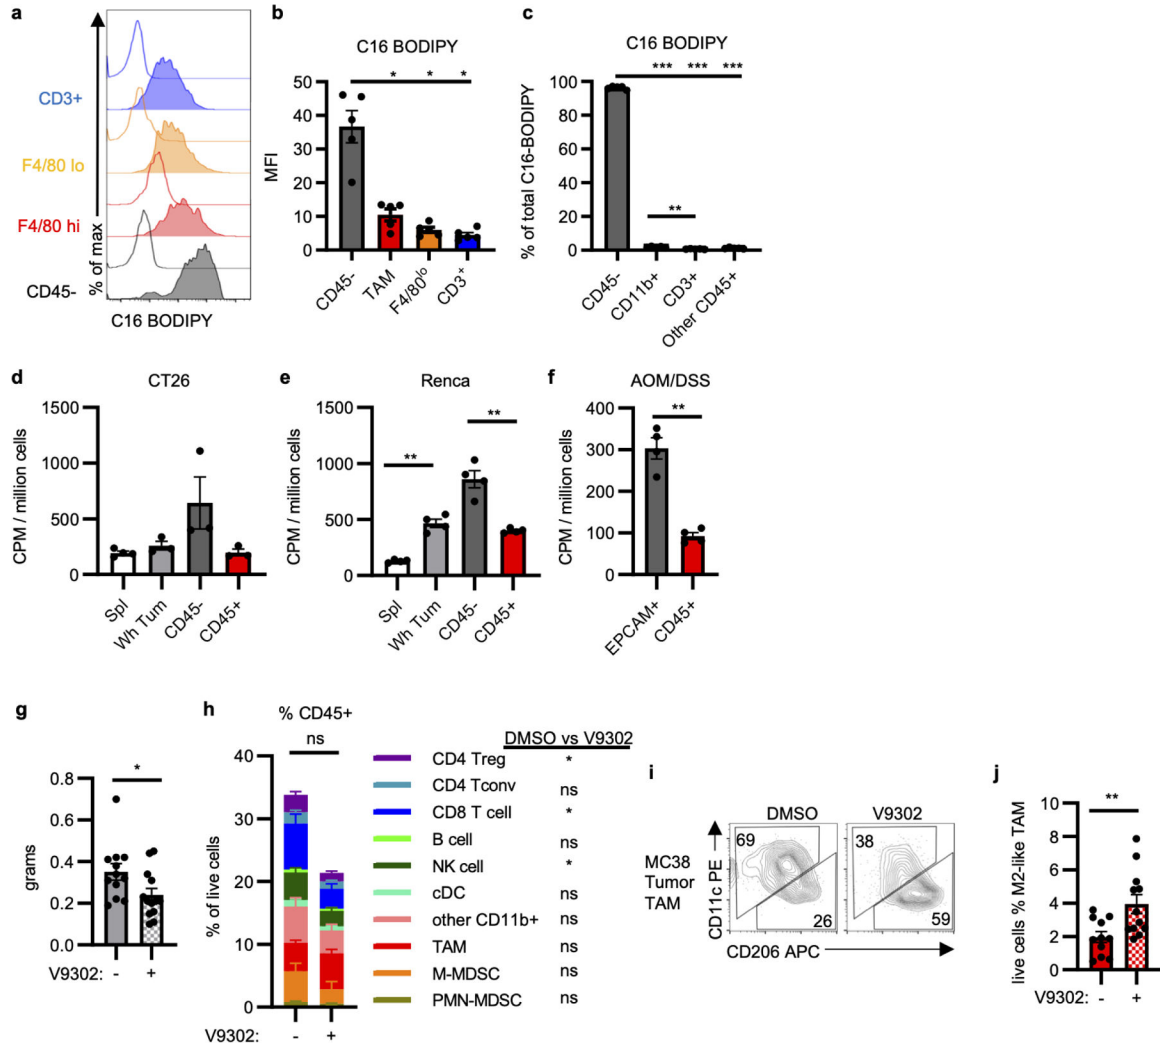 a
CD3+
F4/80 lo
F4/80 hi
CD45-
% of max
C16 BODIPY
b
C16 BODIPY
* * *
50
40
30
20
10
0
MFI
CD45-
TAM
F4/80lo
CD3+
c
C16 BODIPY
*** *** ***
**
100
80
60
40
20
0
% of total C16-BODIPY
CD45-
CD11b+
CD3+
Other CD45+
d
CT26
1500
1000
500
0
CPM / million cells
Spl
Wh Tum
CD45-
CD45+
e
Renca
** **
1500
1000
500
0
CPM / million cells
Spl
Wh Tum
CD45-
CD45+
f
AOM/DSS
**
400
300
200
100
0
CPM / million cells
EPCAM+
CD45+
g
*
0.8
0.6
0.4
0.2
0.0
grams
V9302: - +
h
% CD45+
ns
40
30
20
10
0
% of live cells
V9302: - +
DMSO vs V9302
CD4 Treg *
CD4 Tconv ns
CD8 T cell *
B cell ns
NK cell *
cDC ns
other CD11b+ ns
TAM ns
M-MDSC ns
PMN-MDSC ns
i
DMSO V9302
MC38
Tumor
TAM
CD11c PE
69
26
38
59
CD206 APC
j
**
10
8
6
4
2
0
live cells % M2-like TAM
V9302: - +